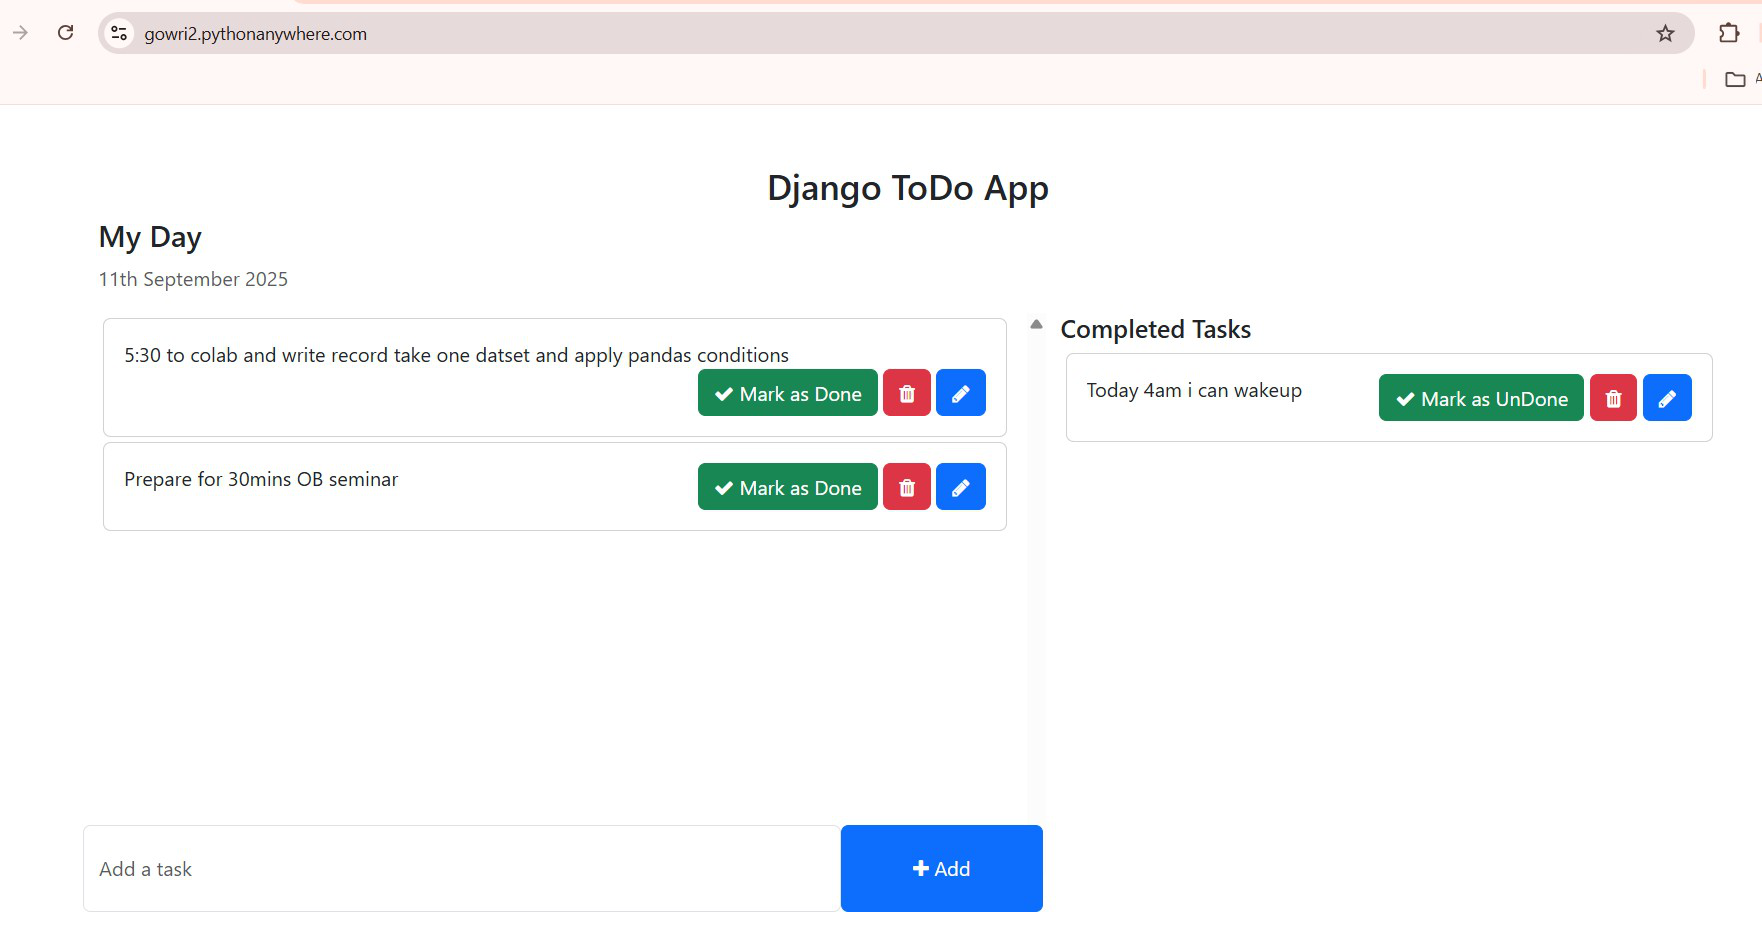 gowri2.pythonanywhere.com
Django ToDo App
My Day
11th September 2025
5:30 to colab and write record take one datset and apply pandas conditions
Mark as Done
Prepare for 30mins OB seminar
Mark as Done
Completed Tasks
Today 4am i can wakeup
Mark as UnDone
Add a task
Add